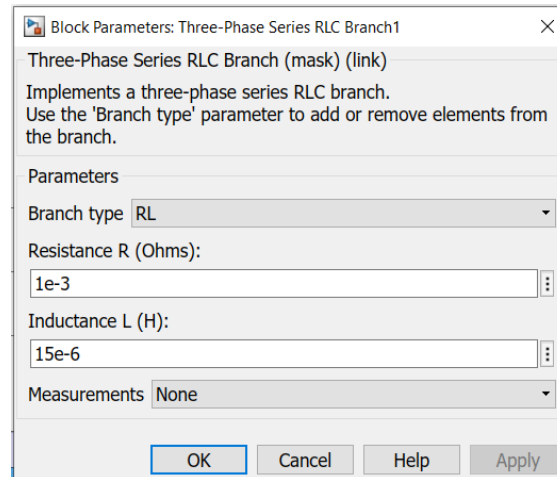 Block Parameters: Three-Phase Series RLC Branch1
Three-Phase Series RLC Branch (mask) (link)
Implements a three-phase series RLC branch.
Use the 'Branch type' parameter to add or remove elements from
the branch.
Parameters
Branch type RL
Resistance R (Ohms):
1e-3
Inductance L (H):
15e-6
Measurements None
OK Cancel Help Apply